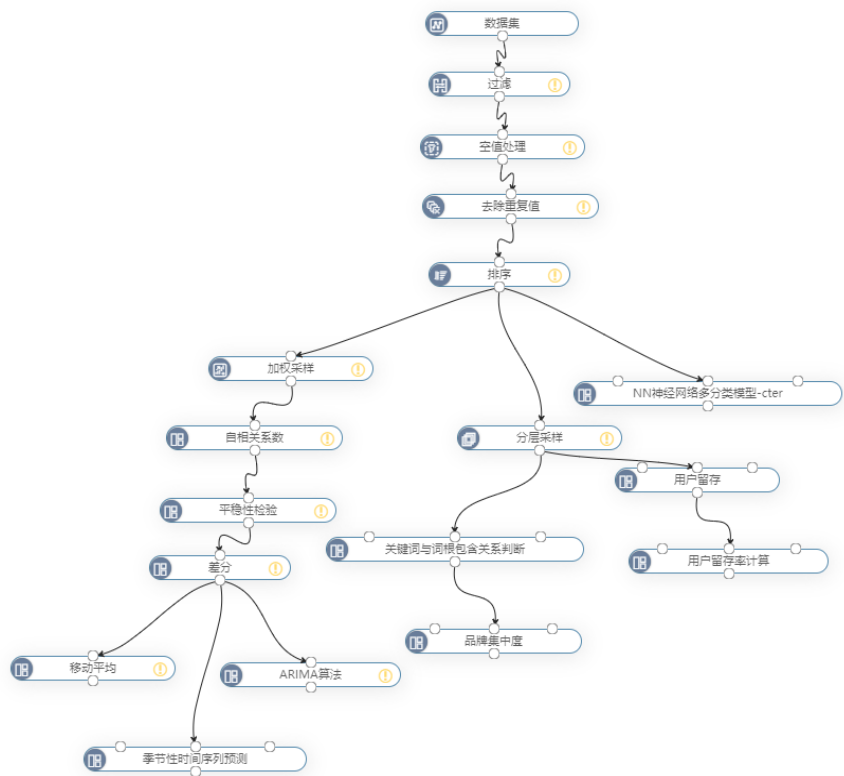 数据集
过滤
空值处理
去除重复值
排序
加权采样
NN神经网络多分类模型-cter
自相关系数
分层采样
用户留存
平稳性检验
关键词与词根包含关系判断
用户留存率计算
差分
品牌集中度
移动平均
ARIMA算法
季节性时间序列预测